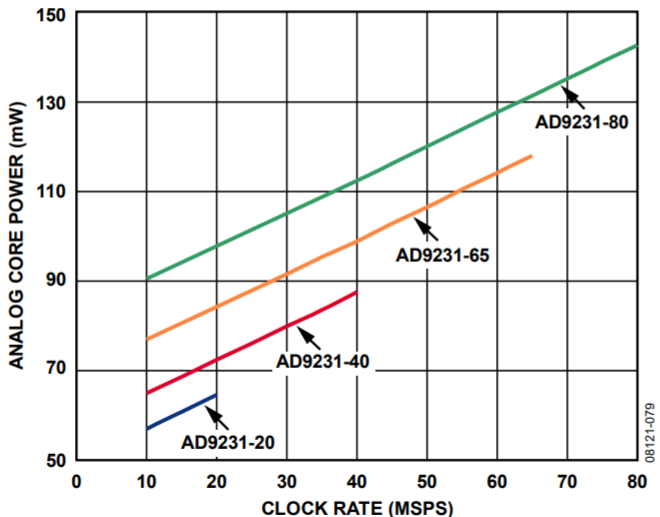 150
130
110
90
70
50
ANALOG CORE POWER (mW)
AD9231-80
AD9231-65
AD9231-40
AD9231-20
0 10 20 30 40 50 60 70 80
CLOCK RATE (MSPS)
08121-079